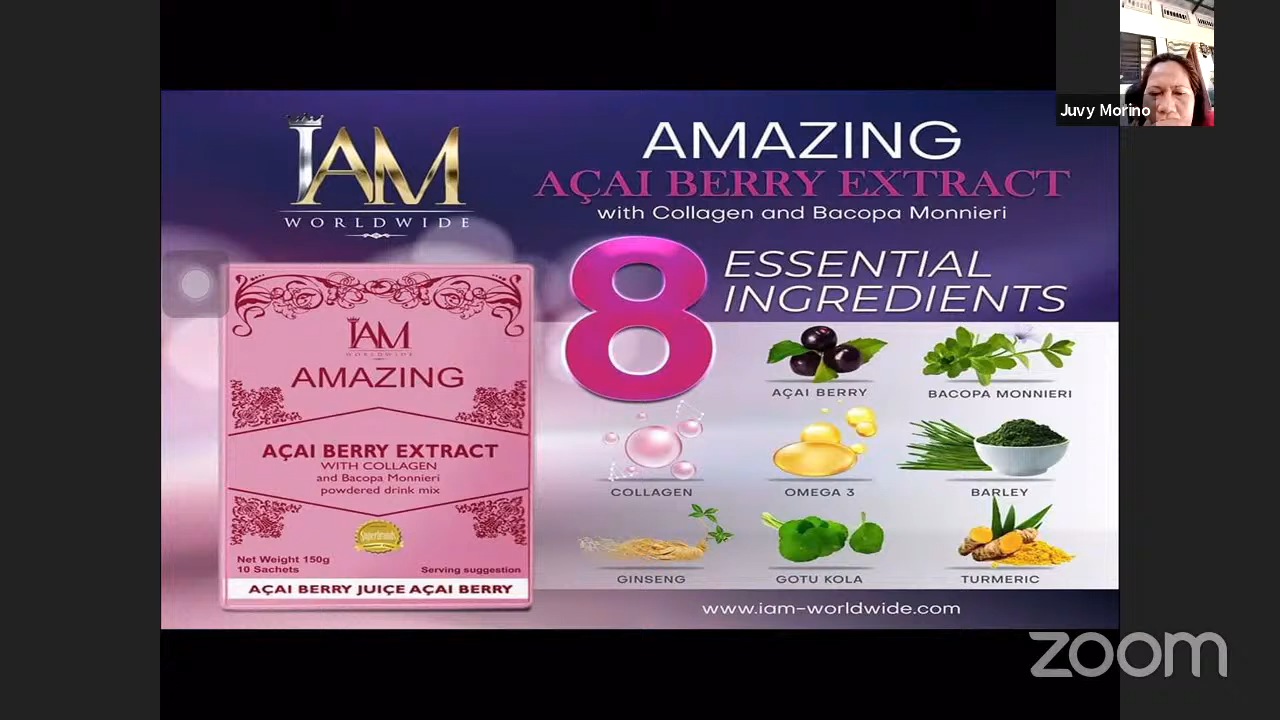 Juvy Morino
IAM
WORLDWIDE
AMAZING
AÇAI BERRY EXTRACT
with Collagen and Bacopa Monnieri
8
ESSENTIAL
INGREDIENTS
IAM
WORLDWIDE
AMAZING
AÇAI BERRY EXTRACT
WITH COLLAGEN
and Bacopa Monnieri
powdered drink mix
Superbrands
Net Weight 150g
10 Sachets
Serving suggestion
AÇAI BERRY JUIÇE AÇAI BERRY
AÇAI BERRY
BACOPA MONNIERI
COLLAGEN
OMEGA 3
BARLEY
GINSENG
GOTU KOLA
TURMERIC
www.iam-worldwide.com
zoom